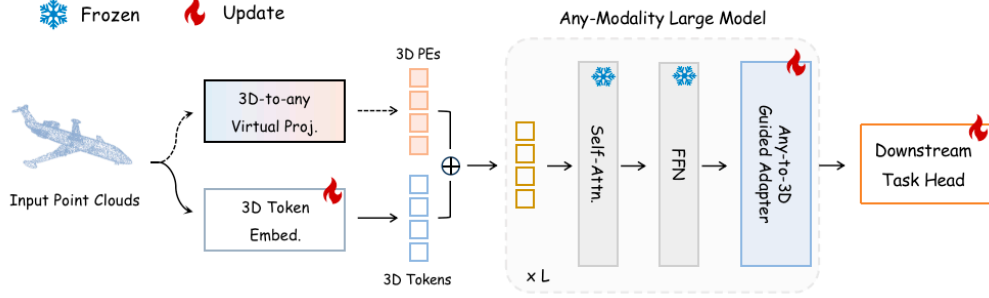 Frozen
Update
Any-Modality Large Model
3D PEs
3D-to-any
Virtual Proj.
Input Point Clouds
3D Token
Embed.
3D Tokens
Self-Attn.
FFN
Any-to-3D
Guided Adapter
x L
Downstream
Task Head